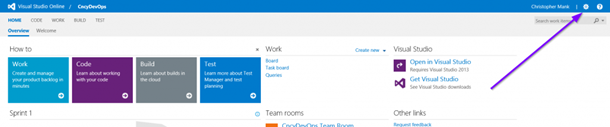 Visual Studio Online / CncyDevOps
Christopher Mank | ?
HOME CODE WORK BUILD TEST
Overview Welcome
Search work items
How to
Work
Create and manage your product backlog in minutes
Code
Learn about working with your code
Build
Learn about builds in the cloud
Test
Learn more about Test Manager and test planning
Sprint 1
Work
Create new
Board
Task board
Queries
Team rooms
CncyDevOps Team Room
Visual Studio
Open in Visual Studio
Requires Visual Studio 2013
Get Visual Studio
See Visual Studio downloads
Other links
Request feedback